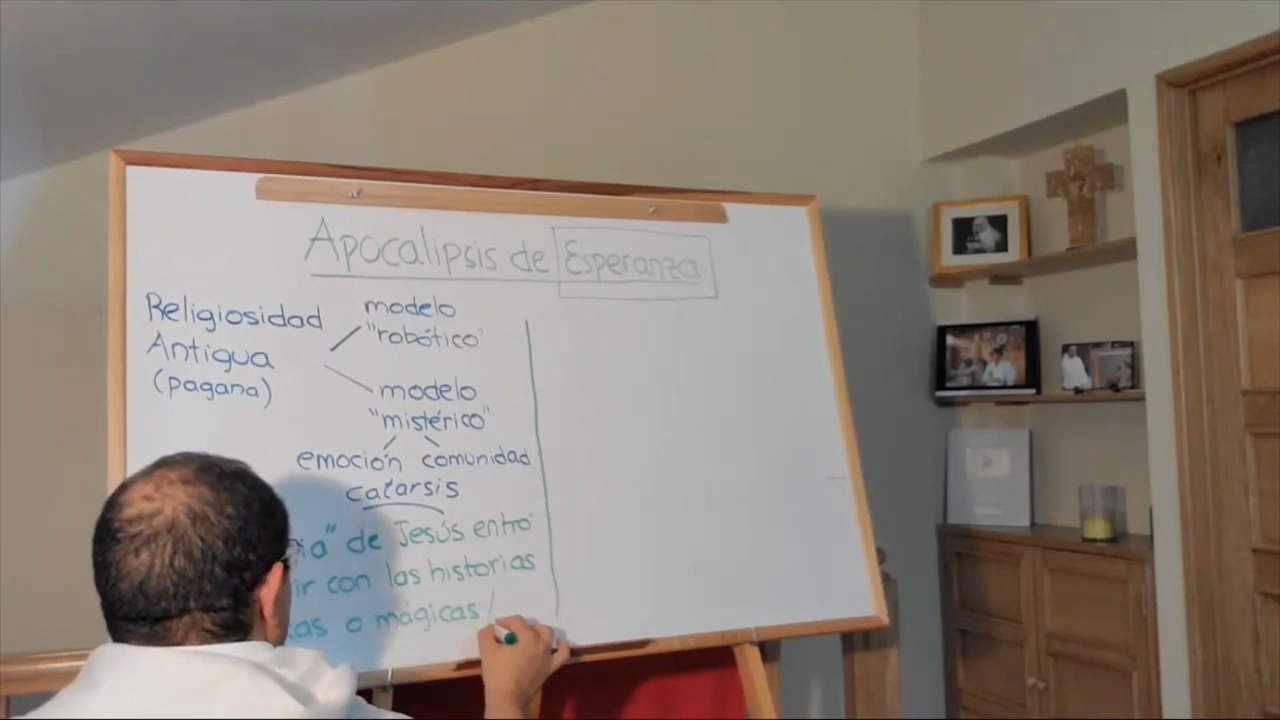 Apocalipsis de Esperanza
Religiosidad
Antigua
(pagana)
modelo
"robótico"
modelo
"mistérico"
emoción comunidad
catarsis
de Jesús entró
con las historias
o mágicas